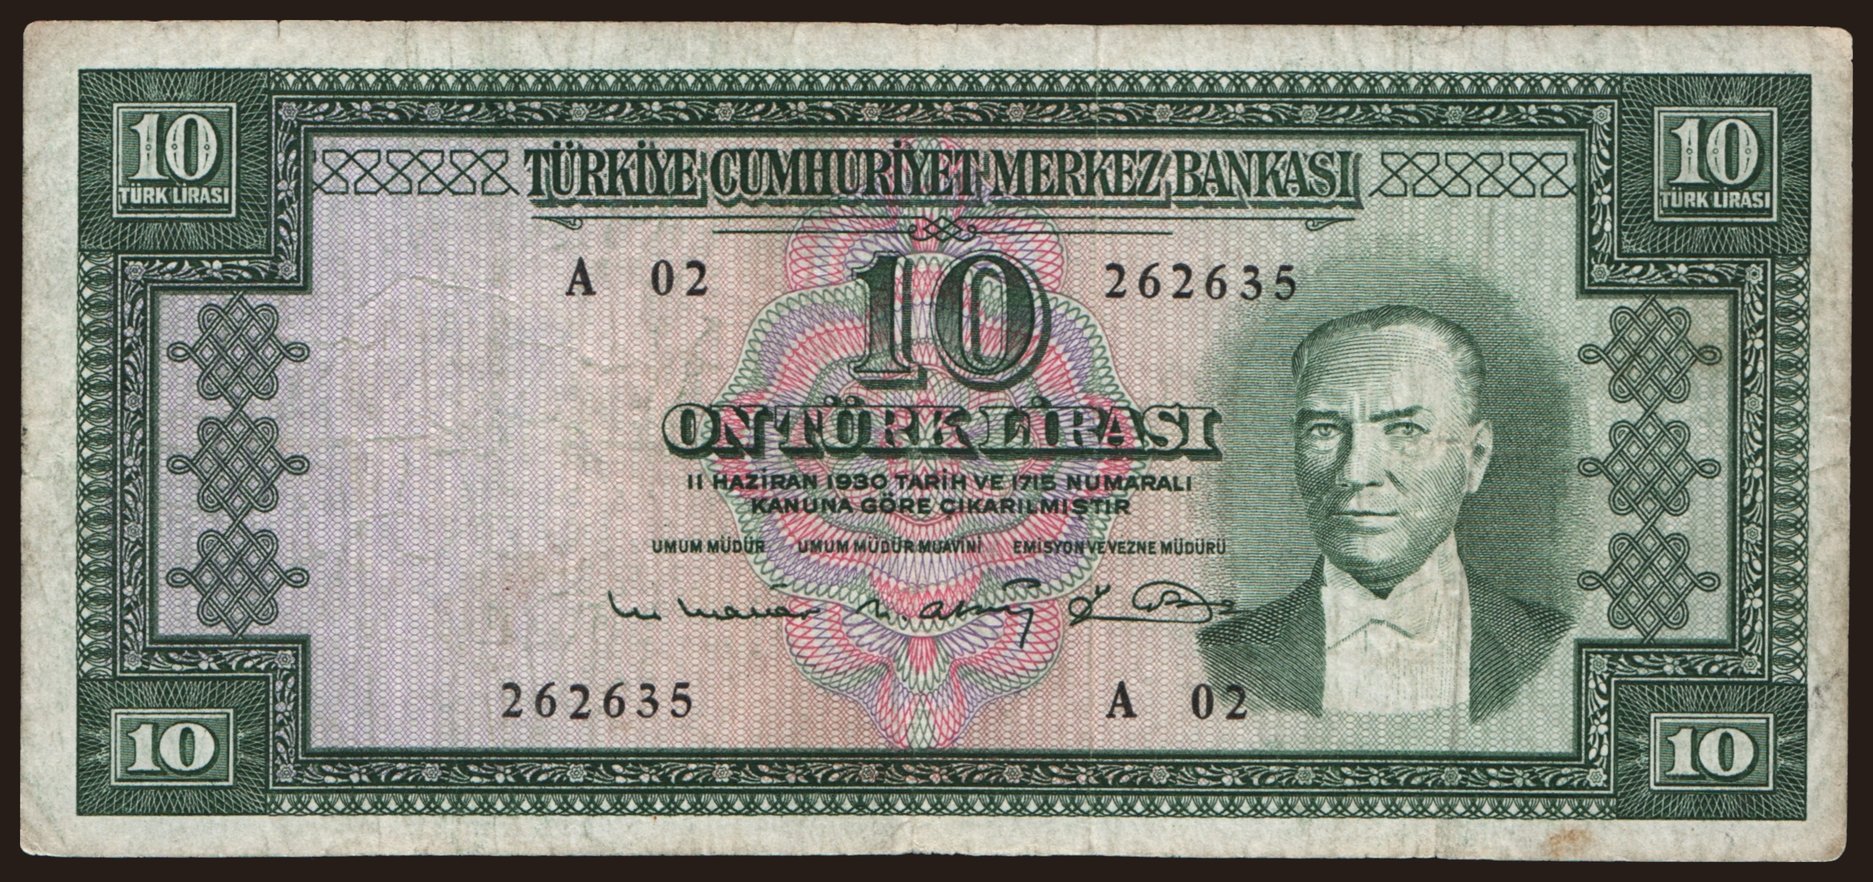 10
TÜRK LİRASI
TÜRKİYE CUMHURİYET MERKEZ BANKASI
10
TÜRK LIRASI
A 02
10
262635
ON TÜRK LİRASI
11 HAZİRAN 1930 TARİH VE 1715 NUMARALI
KANUNA GÖRE ÇIKARILMIŞTIR
UMUM MÜDÜR UMUM MÜDÜR MUAVİNİ EMİSYON VE VEZNE MÜDÜRÜ
262635
A 02
10
10